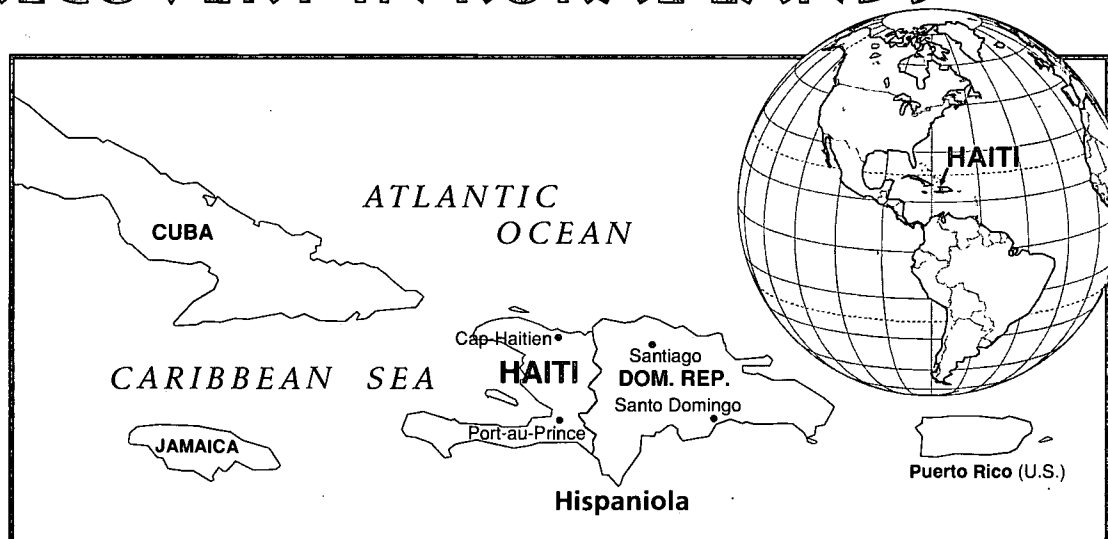 HAITI
ATLANTIC
OCEAN
CUBA
Cap-Haitien
Santiago
CARIBBEAN SEA
HAITI
DOM. REP.
Santo Domingo
Port-au-Prince
JAMAICA
Puerto Rico (U.S.)
Hispaniola